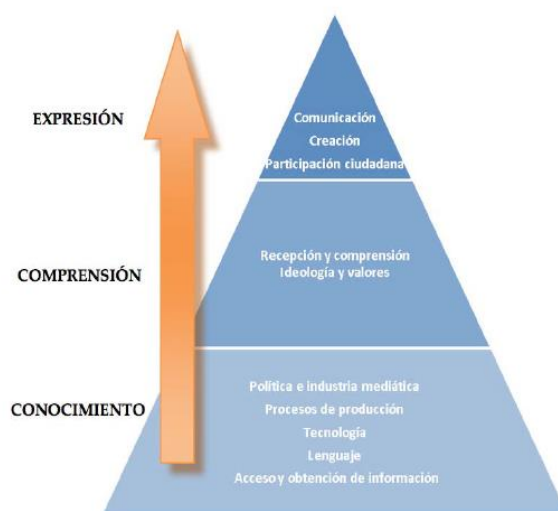 EXPRESIÓN
Comunicación
Creación
Participación ciudadana
COMPRENSIÓN
Recepción y comprensión
Ideología y valores
CONOCIMIENTO
Política e industria mediática
Procesos de producción
Tecnología
Lenguaje
Acceso y obtención de información